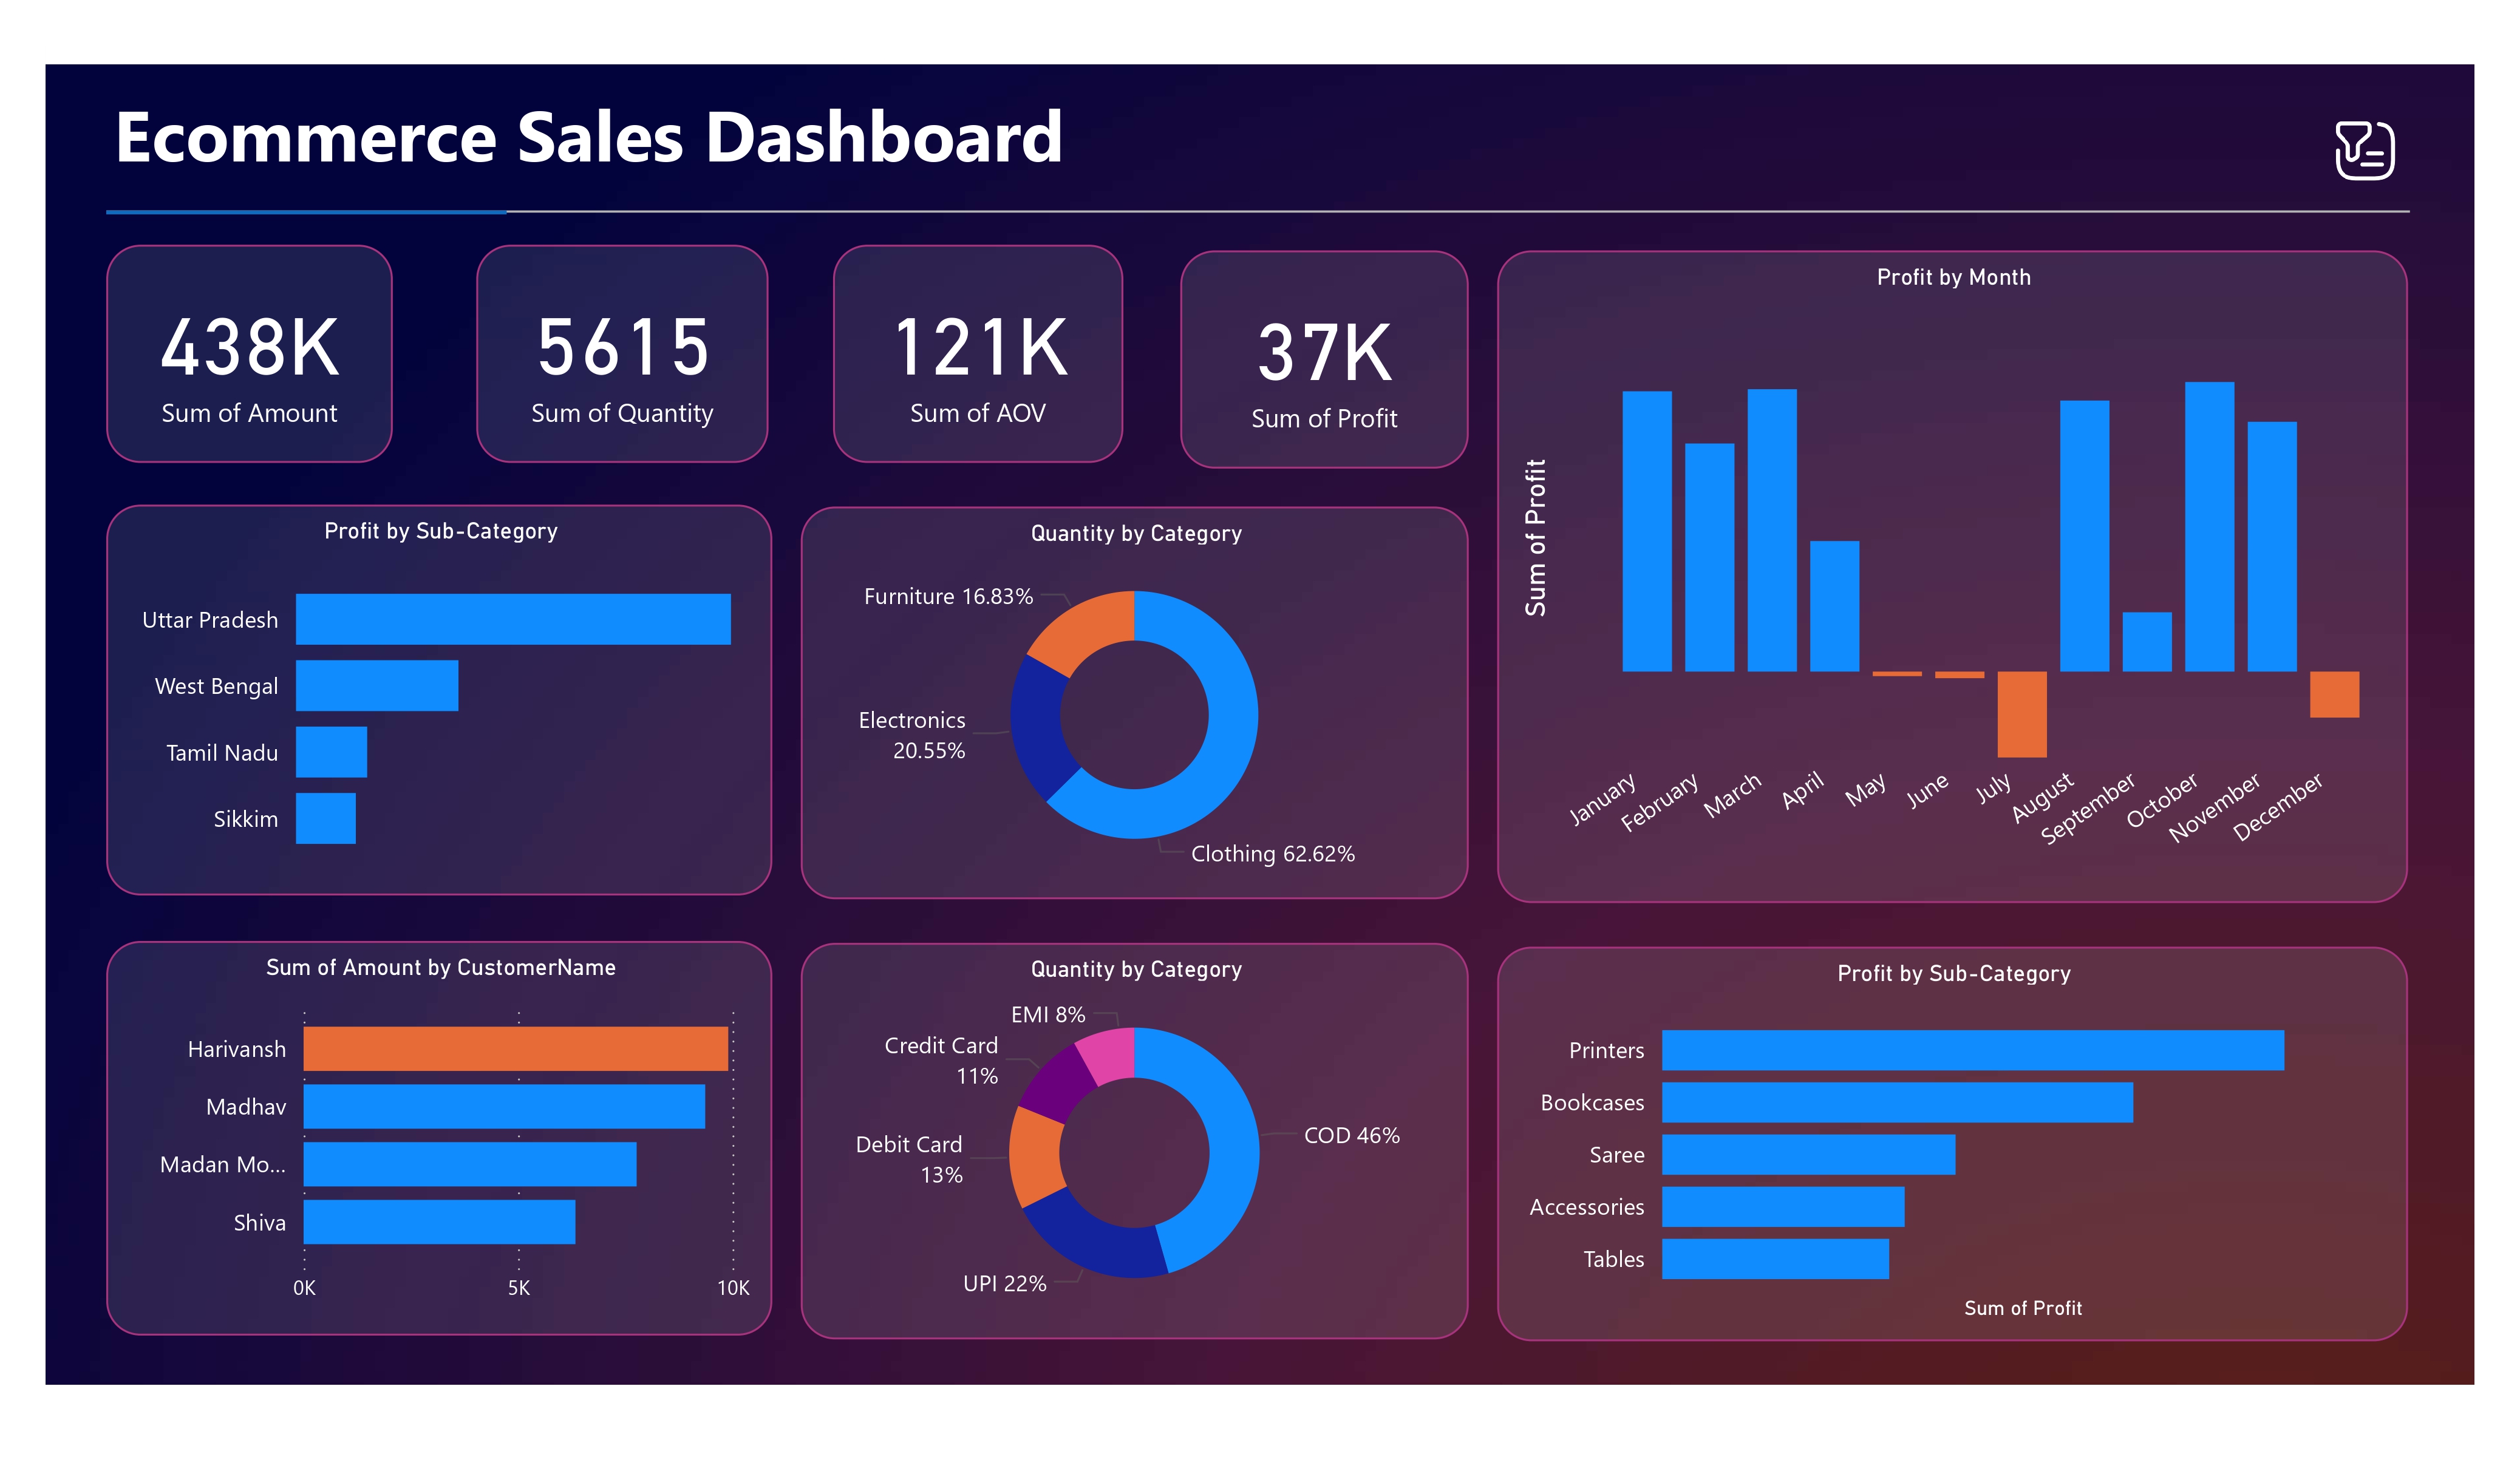 Ecommerce Sales Dashboard
438K
Sum of Amount
5615
Sum of Quantity
121K
Sum of AOV
37K
Sum of Profit
Profit by Month
Sum of Profit
January
February
March
April
May
June
July
August
September
October
November
December
Profit by Sub-Category
Uttar Pradesh
West Bengal
Tamil Nadu
Sikkim
Quantity by Category
Furniture 16.83%
Electronics
20.55%
Clothing 62.62%
Sum of Amount by CustomerName
Harivansh
Madhav
Madan Mo...
Shiva
0K
5K
10K
Quantity by Category
EMI 8%
Credit Card
11%
COD 46%
Debit Card
13%
UPI 22%
Profit by Sub-Category
Printers
Bookcases
Saree
Accessories
Tables
Sum of Profit